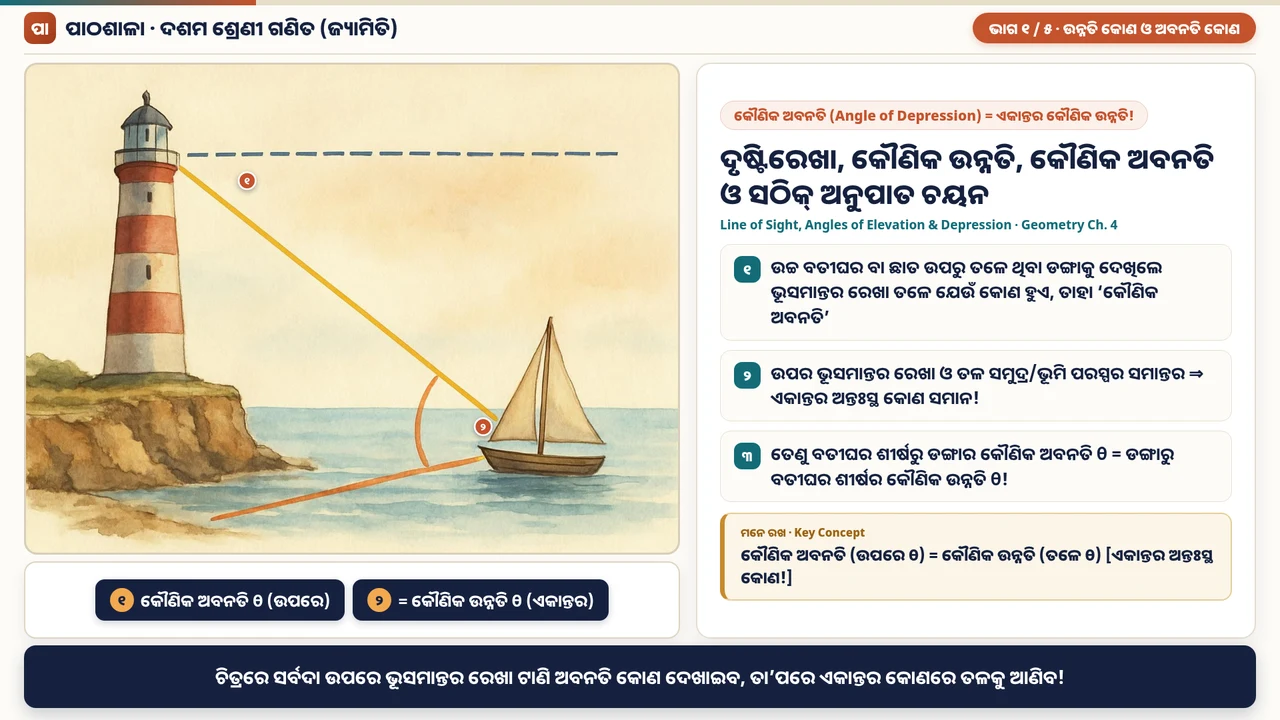 ପା
ପାଠଶାଳା · ଦଶମ ଶ୍ରେଣୀ ଗଣିତ (ଜ୍ୟାମିତି)
ଭାଗ ୧ / ୫ · ଉନ୍ନତି କୋଣ ଓ ଅବନତି କୋଣ
୧
୨
୧ କୌଣିକ ଅବନତି θ (ଉପରେ)
୨ = କୌଣିକ ଉନ୍ନତି θ (ଏକାନ୍ତର)
କୌଣିକ ଅବନତି (Angle of Depression) = ଏକାନ୍ତର କୌଣିକ ଉନ୍ନତି!
ଦୃଷ୍ଟିରେଖା, କୌଣିକ ଉନ୍ନତି, କୌଣିକ ଅବନତି
ଓ ସଠିକ୍ ଅନୁପାତ ଚୟନ
Line of Sight, Angles of Elevation & Depression · Geometry Ch. 4
୧ ଉଚ୍ଚ ବତୀଘର ବା ଛାତ ଉପରୁ ତଳେ ଥିବା ଡଙ୍ଗାକୁ ଦେଖିଲେ
ଭୂସମାନ୍ତର ରେଖା ତଳେ ଯେଉଁ କୋଣ ହୁଏ, ତାହା ‘କୌଣିକ
ଅବନତି’
୨ ଉପର ଭୂସମାନ୍ତର ରେଖା ଓ ତଳ ସମୁଦ୍ର/ଭୂମି ପରସ୍ପର ସମାନ୍ତର ⇒
ଏକାନ୍ତର ଅନ୍ତଃସ୍ଥ କୋଣ ସମାନ!
୩ ତେଣୁ ବତୀଘର ଶୀର୍ଷରୁ ଡଙ୍ଗାର କୌଣିକ ଅବନତି θ = ଡଙ୍ଗାରୁ
ବତୀଘର ଶୀର୍ଷର କୌଣିକ ଉନ୍ନତି θ!
ମନେ ରଖ · Key Concept
କୌଣିକ ଅବନତି (ଉପରେ θ) = କୌଣିକ ଉନ୍ନତି (ତଳେ θ) [ଏକାନ୍ତର ଅନ୍ତଃସ୍ଥ
କୋଣ!]
ଚିତ୍ରରେ ସର୍ବଦା ଉପରେ ଭୂସମାନ୍ତର ରେଖା ଟାଣି ଅବନତି କୋଣ ଦେଖାଇବ, ତା’ପରେ ଏକାନ୍ତର କୋଣରେ ତଳକୁ ଆଣିବ!